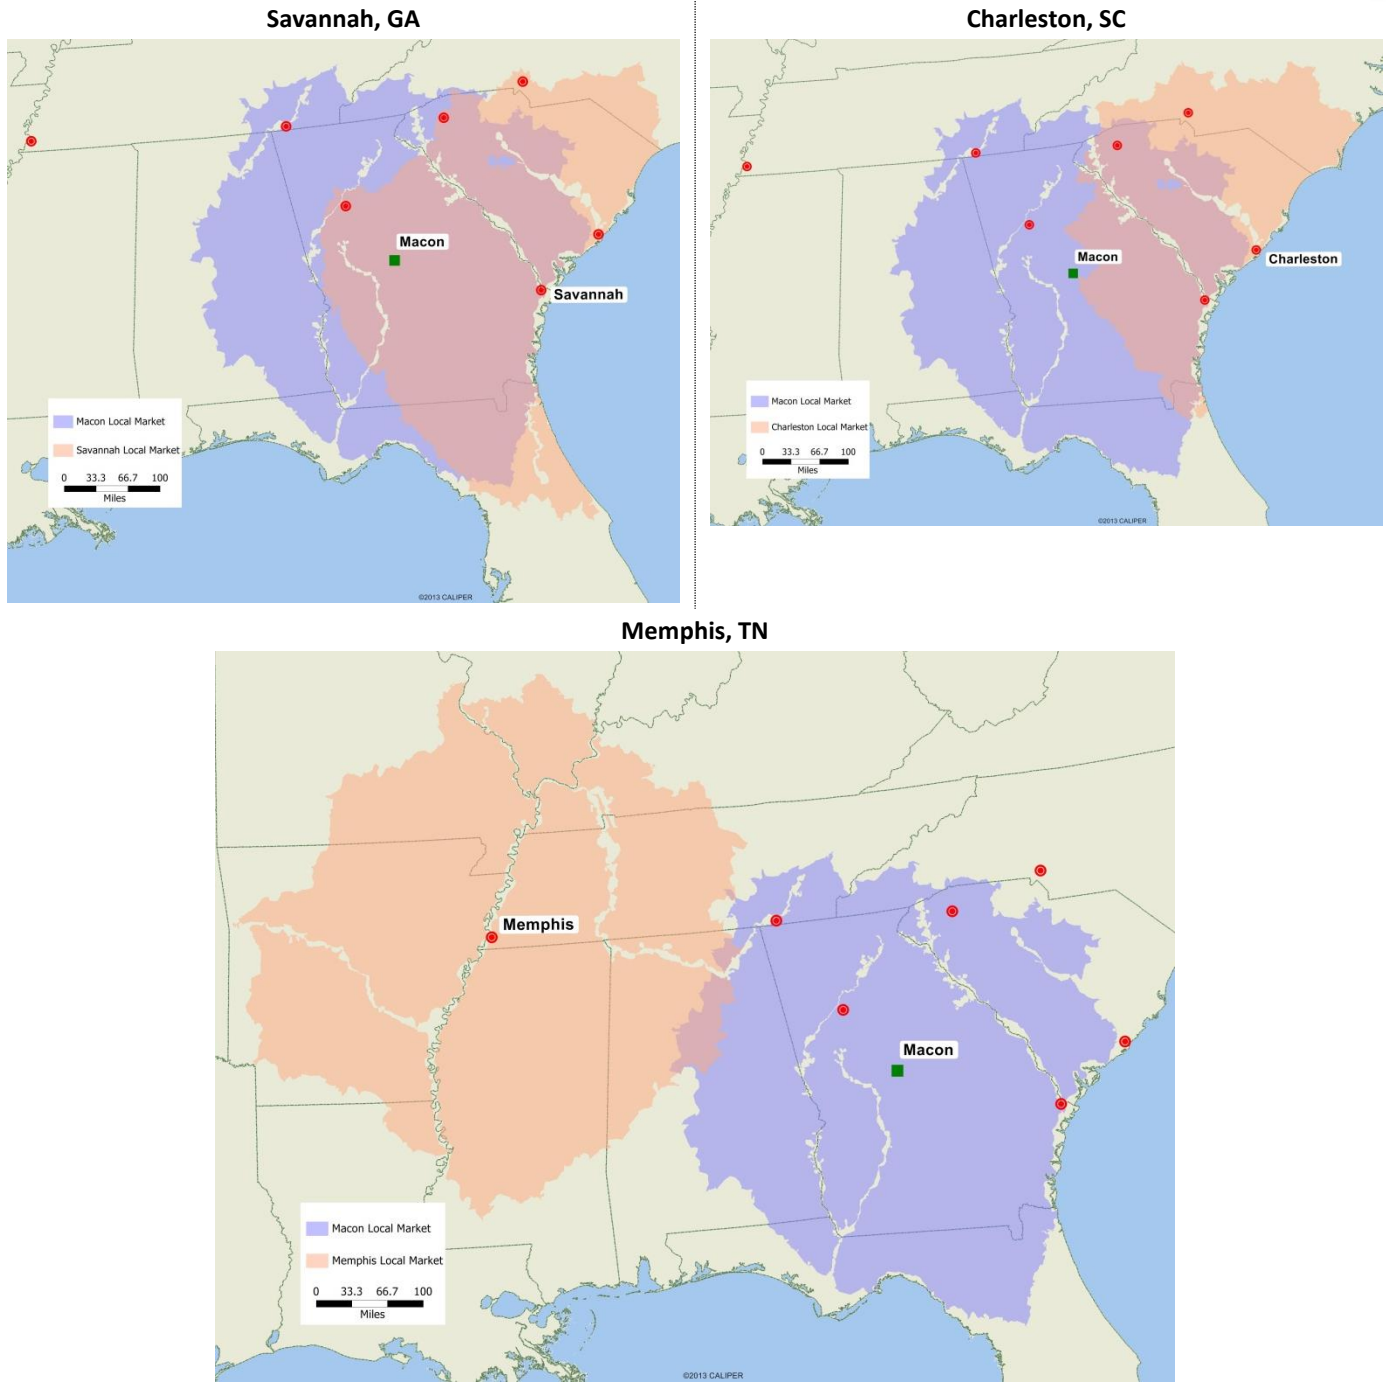 Savannah, GA
Macon
Savannah
Macon Local Market
Savannah Local Market
0 33.3 66.7 100
Miles
©2013 CALIPER
Charleston, SC
Macon
Charleston
Macon Local Market
Charleston Local Market
0 33.3 66.7 100
Miles
©2013 CALIPER
Memphis, TN
Memphis
Macon
Macon Local Market
Memphis Local Market
0 33.3 66.7 100
Miles
©2013 CALIPER